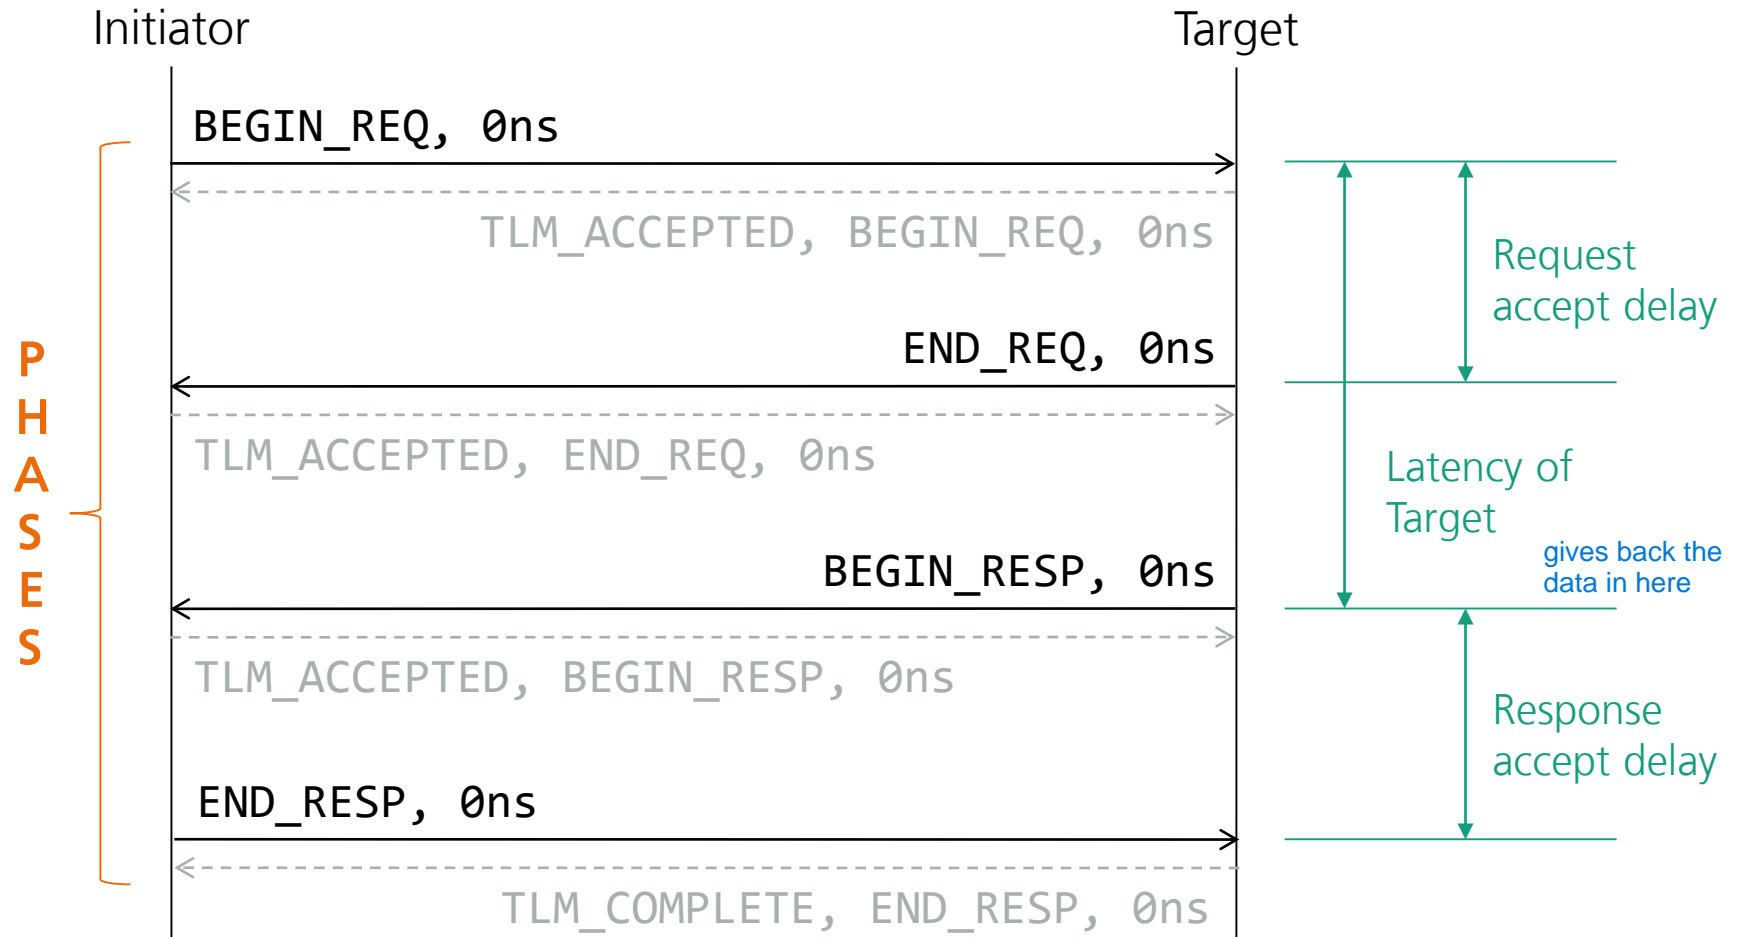 Initiator
Target
BEGIN_REQ, 0ns
TLM_ACCEPTED, BEGIN_REQ, 0ns
Request
accept delay
END_REQ, 0ns
TLM_ACCEPTED, END_REQ, 0ns
Latency of
Target
gives back the
data in here
BEGIN_RESP, 0ns
TLM_ACCEPTED, BEGIN_RESP, 0ns
Response
accept delay
END_RESP, 0ns
TLM_COMPLETE, END_RESP, 0ns
P
H
A
S
E
S